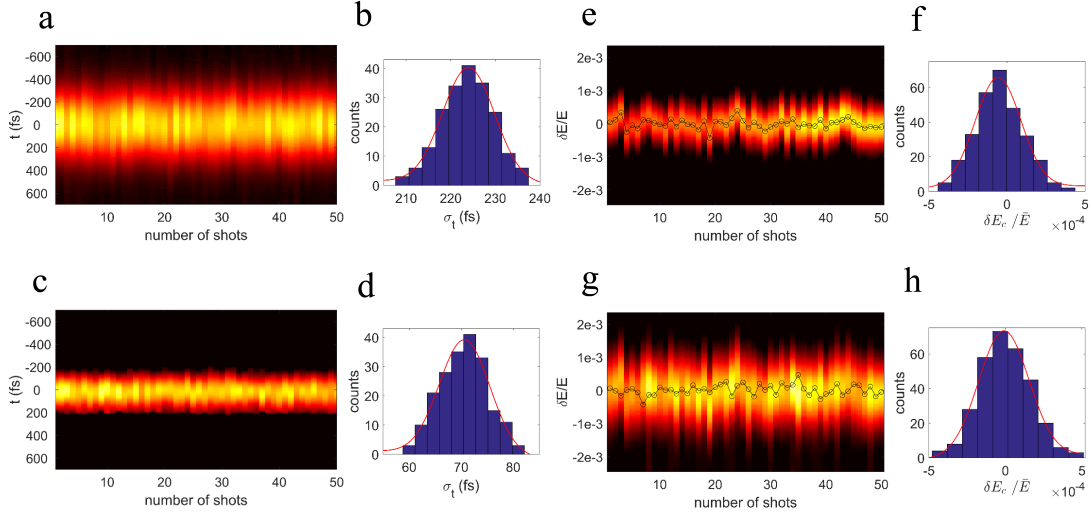 a
-600
-400
-200
0
200
400
600
t (fs)
10 20 30 40 50
number of shots
b
40
30
20
10
0
counts
210 220 230 240
σt (fs)
e
2e-3
1e-3
0
-1e-3
-2e-3
δE/E
10 20 30 40 50
number of shots
f
60
40
20
0
counts
-5 0 5
×10-4
δEc /Ē
c
-600
-400
-200
0
200
400
600
t (fs)
10 20 30 40 50
number of shots
d
40
30
20
10
0
counts
60 70 80
σt (fs)
g
2e-3
1e-3
0
-1e-3
-2e-3
δE/E
10 20 30 40 50
number of shots
h
60
40
20
0
counts
-5 0 5
×10-4
δEc /Ē